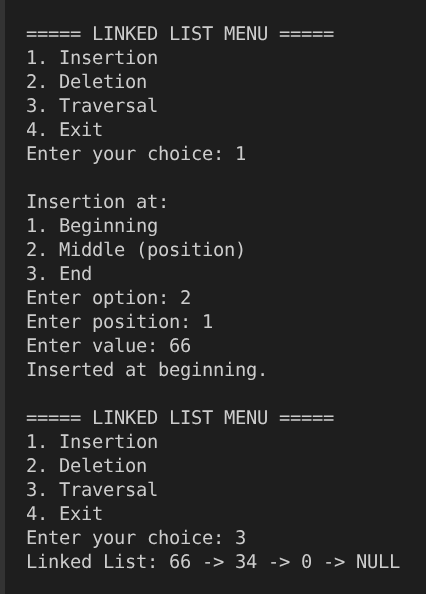 ===== LINKED LIST MENU =====
1. Insertion
2. Deletion
3. Traversal
4. Exit
Enter your choice: 1
Insertion at:
1. Beginning
2. Middle (position)
3. End
Enter option: 2
Enter position: 1
Enter value: 66
Inserted at beginning.
===== LINKED LIST MENU =====
1. Insertion
2. Deletion
3. Traversal
4. Exit
Enter your choice: 3
Linked List: 66 -> 34 -> 0 -> NULL